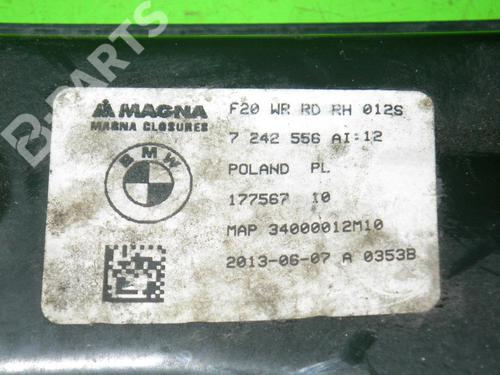 B-PARTS
MAGNA
MAGNA CLOSURES
BMW
F20 WR RD RH 012S
7 242 556 AI:12
POLAND PL
177567 I0
MAP 34000012M10
2013-06-07 A 0353B